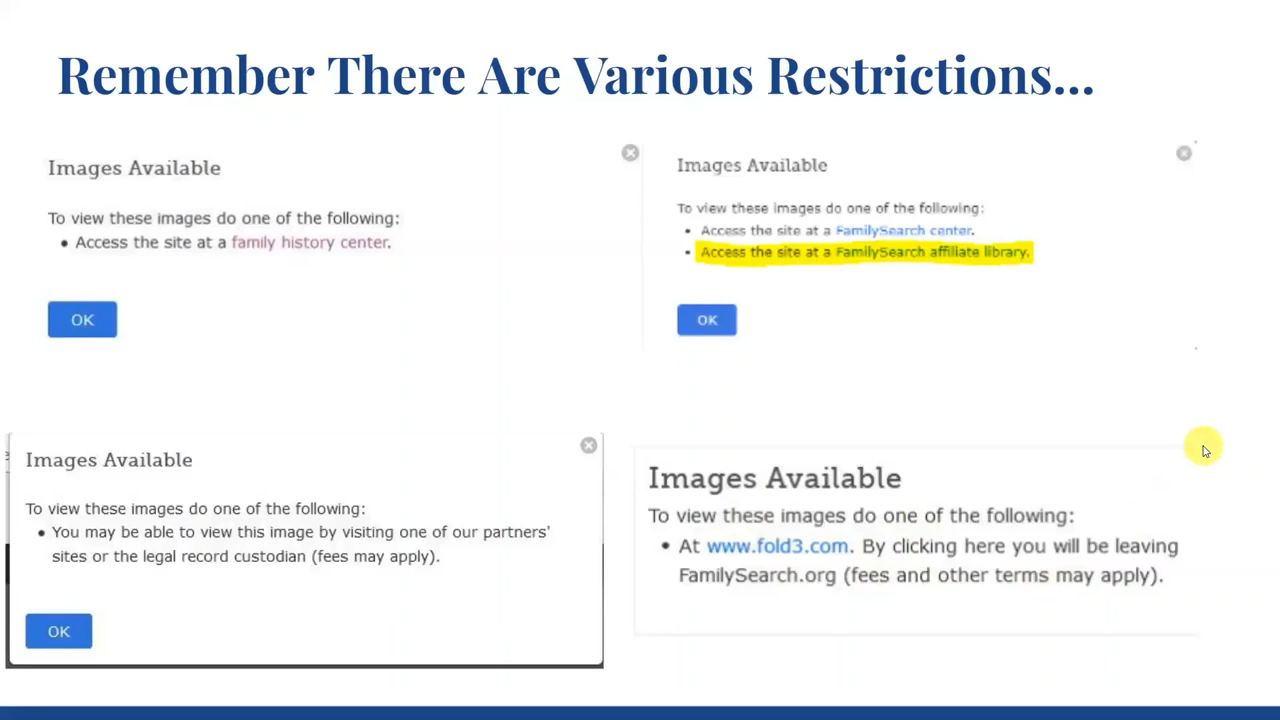 Remember There Are Various Restrictions...
Images Available
To view these images do one of the following:
• Access the site at a family history center.
OK
Images Available
To view these images do one of the following:
• Access the site at a FamilySearch center.
• Access the site at a FamilySearch affiliate library.
OK
Images Available
To view these images do one of the following:
• You may be able to view this image by visiting one of our partners'
sites or the legal record custodian (fees may apply).
OK
Images Available
To view these images do one of the following:
• At www.fold3.com. By clicking here you will be leaving
FamilySearch.org (fees and other terms may apply).